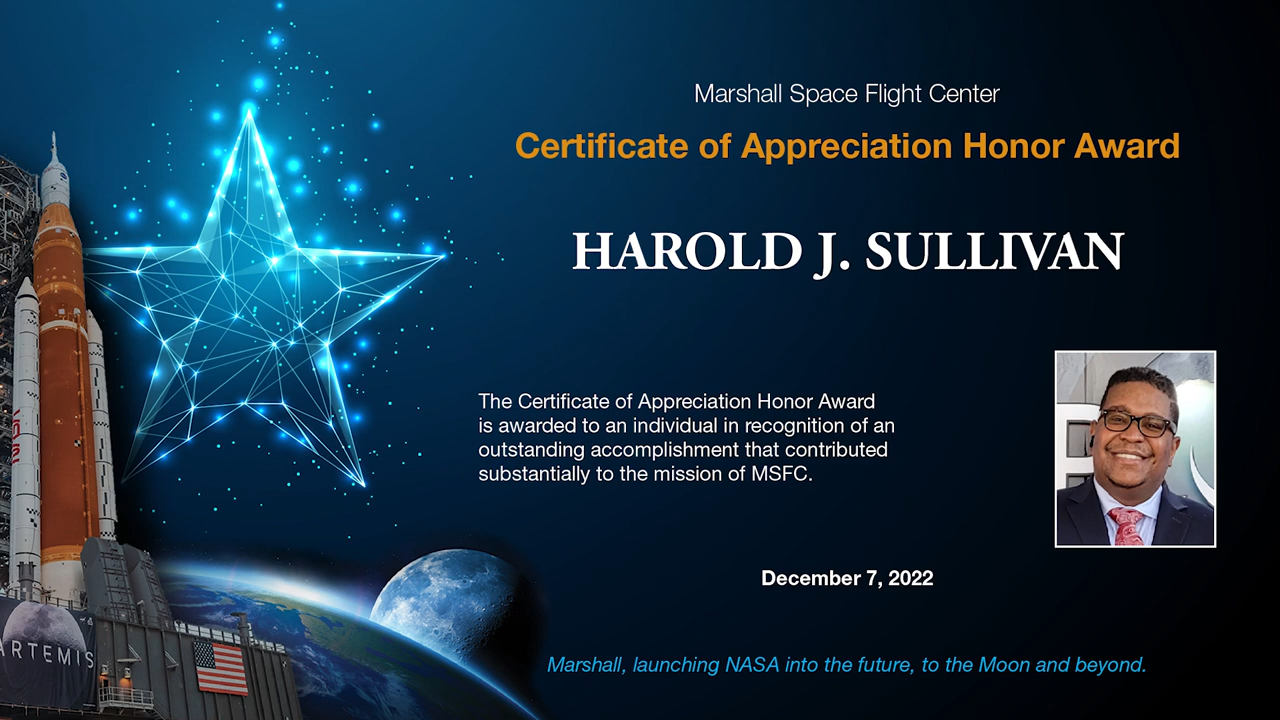 Marshall Space Flight Center
Certificate of Appreciation Honor Award
HAROLD J. SULLIVAN
The Certificate of Appreciation Honor Award
is awarded to an individual in recognition of an
outstanding accomplishment that contributed
substantially to the mission of MSFC.
December 7, 2022
Marshall, launching NASA into the future, to the Moon and beyond.
ARTEMIS